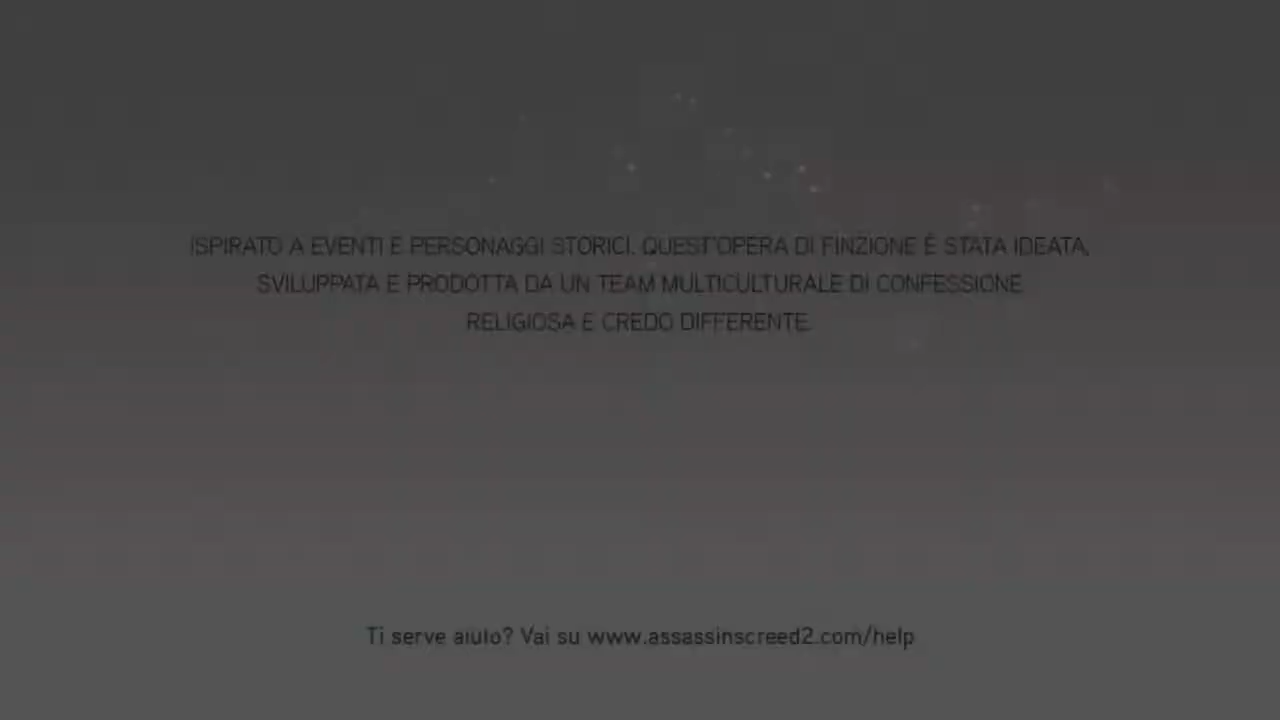 ISPIRATO A EVENTI E PERSONAGGI STORICI. QUEST'OPERA DI FINZIONE È STATA IDEATA,
SVILUPPATA E PRODOTTA DA UN TEAM MULTICULTURALE DI CONFESSIONE
RELIGIOSA E CREDO DIFFERENTE.
Ti serve aiuto? Vai su www.assassinscreed2.com/help